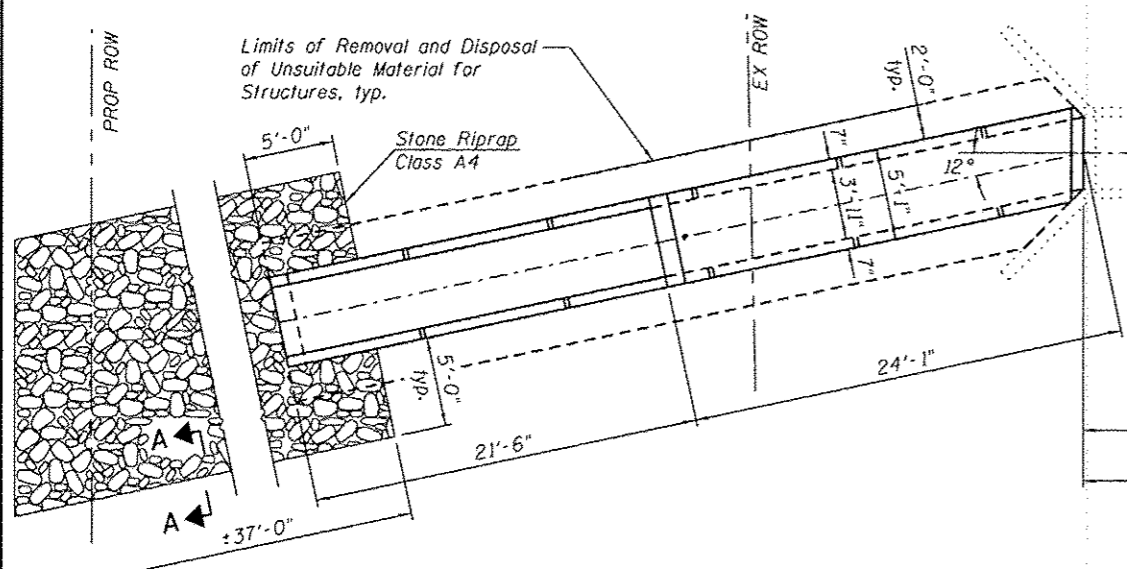 PROP ROW
Limits of Removal and Disposal
of Unsuitable Material for
Structures, typ.
EX ROW
2'-0"
typ.
5'-0"
Stone Riprap
Class A4
7"
3'-11"
5'-1"
12°
7"
5'-0"
typ.
24'-1"
21'-6"
A
A
±37'-0"